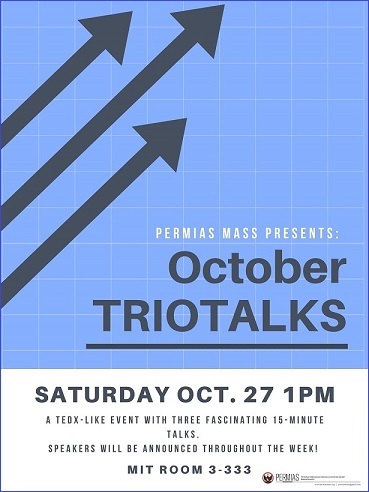 PERMIAS MASS PRESENTS:
October
TRIOTALKS
SATURDAY OCT. 27 1PM
A TEDX-LIKE EVENT WITH THREE FASCINATING 15-MINUTE
TALKS.
SPEAKERS WILL BE ANNOUNCED THROUGHOUT THE WEEK!
MIT ROOM 3-333
PERMIAS